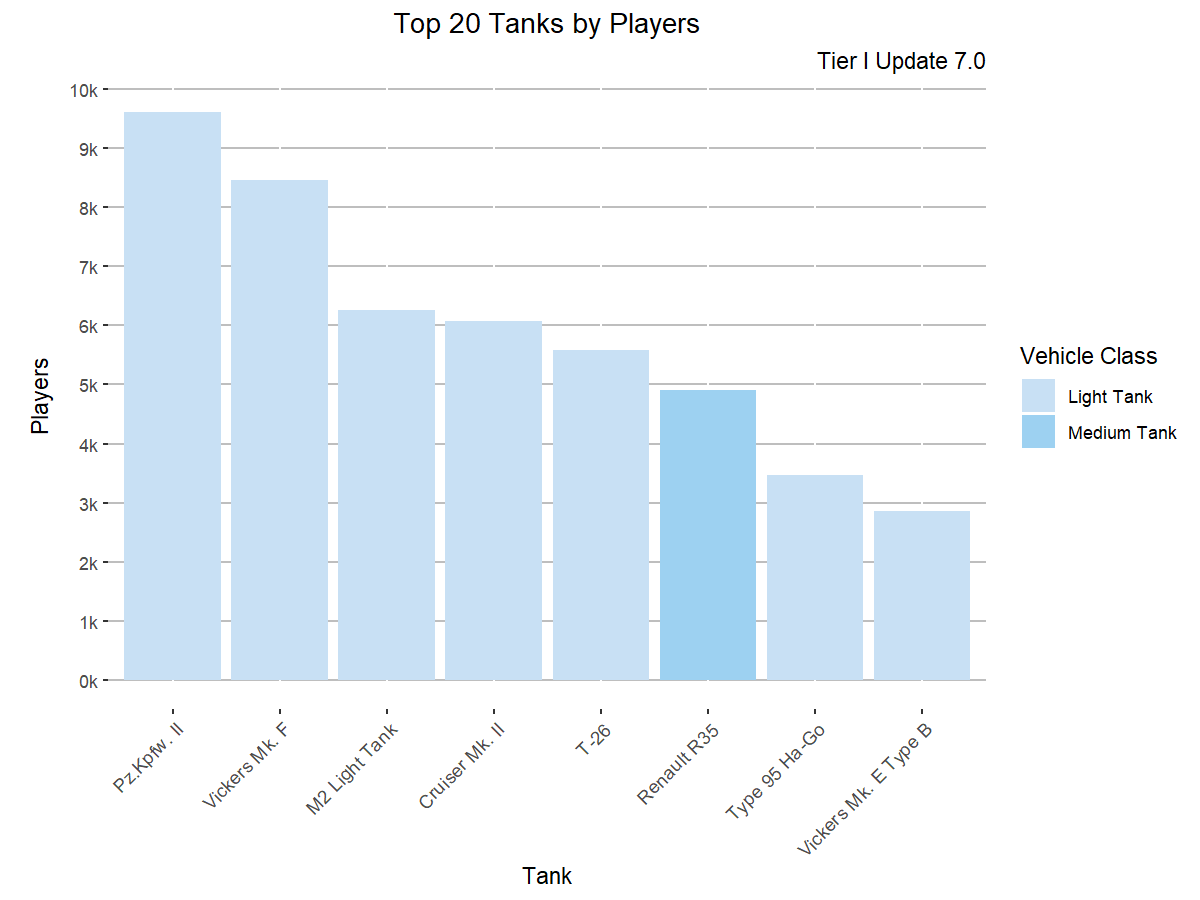 Top 20 Tanks by Players
Tier I Update 7.0
10k
9k
8k
7k
6k
5k
4k
3k
2k
1k
0k
Players
Pz.Kpfw. II
Vickers Mk. F
M2 Light Tank
Cruiser Mk. II
T-26
Renault R35
Type 95 Ha-Go
Vickers Mk. E Type B
Tank
Vehicle Class
Light Tank
Medium Tank